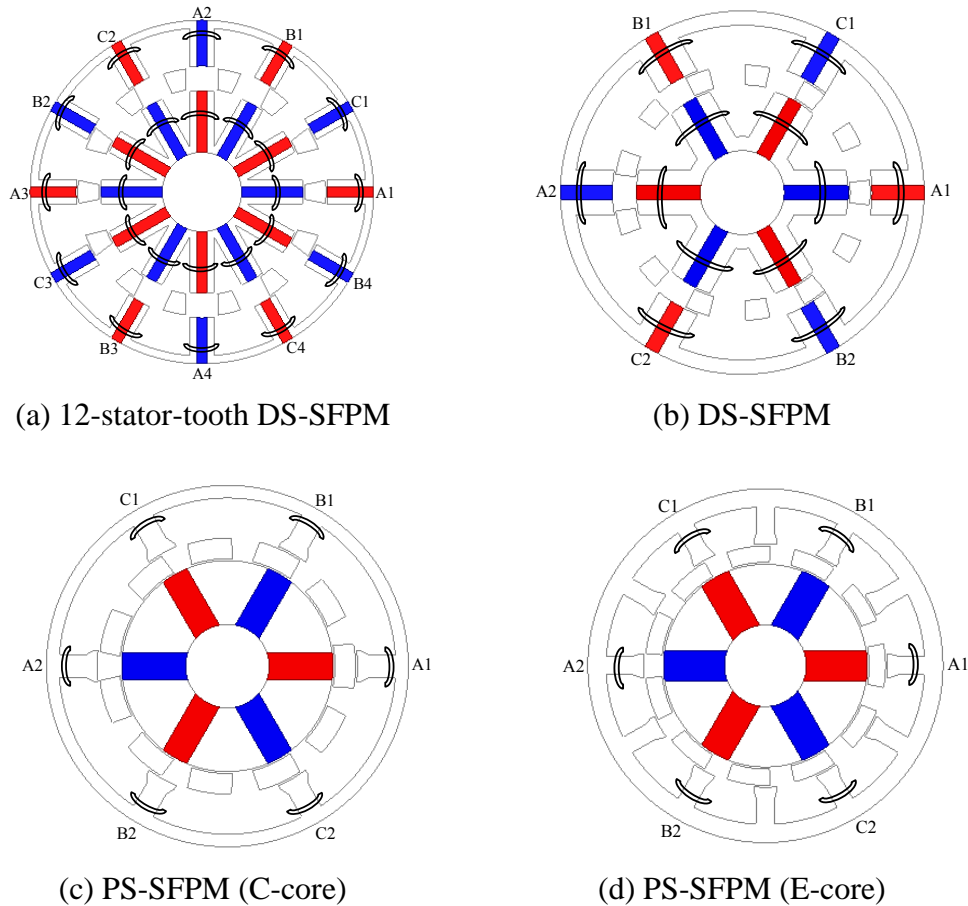 A2
C2 B1
B2 C1
A3 A1
C3 B4
B3 C4
A4
(a) 12-stator-tooth DS-SFPM
B1 C1
A2 A1
C2 B2
(b) DS-SFPM
C1 B1
A2 A1
B2 C2
(c) PS-SFPM (C-core)
C1 B1
A2 A1
B2 C2
(d) PS-SFPM (E-core)